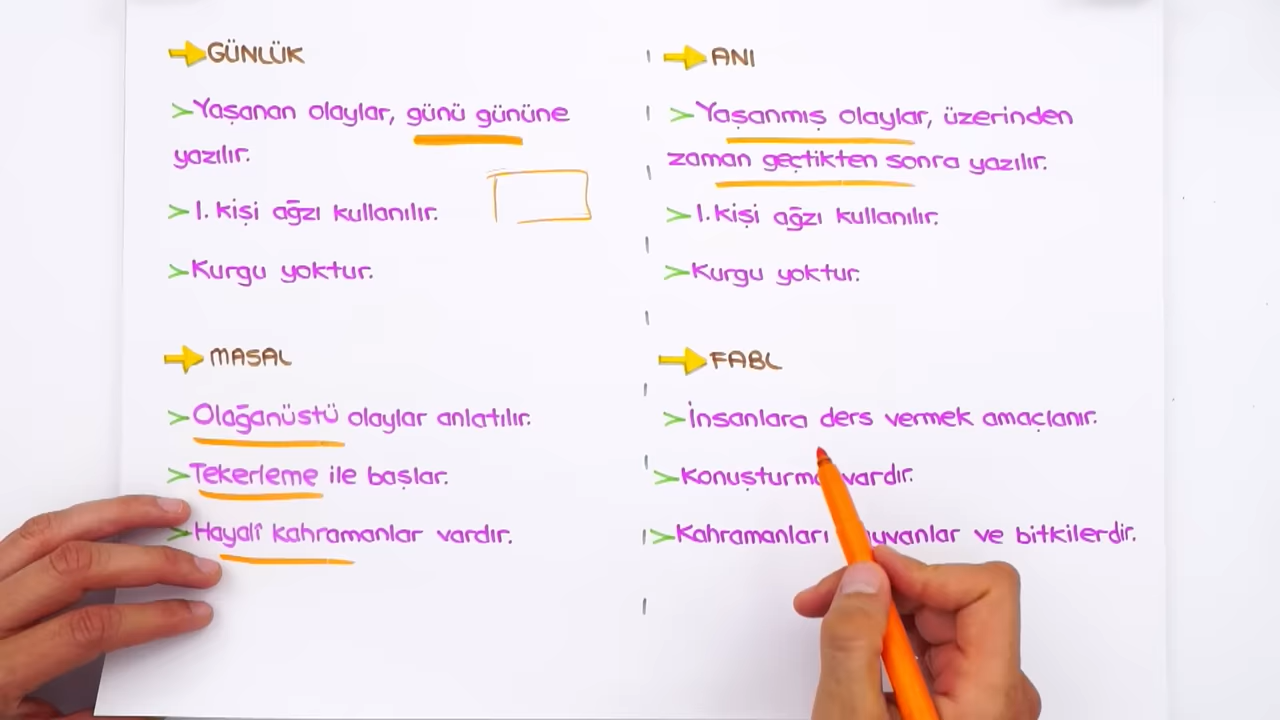 GÜNLÜK
Yaşanan olaylar, günü gününe
yazılır.
1. kişi ağzı kullanılır.
Kurgu yoktur.
ANI
Yaşanmış olaylar, üzerinden
zaman geçtikten sonra yazılır.
1. kişi ağzı kullanılır.
Kurgu yoktur.
MASAL
Olağanüstü olaylar anlatılır.
Tekerleme ile başlar.
Hayalî kahramanlar vardır.
FABL
İnsanlara ders vermek amaçlanır.
Konuşturma vardır.
Kahramanları ve bitkilerdir.